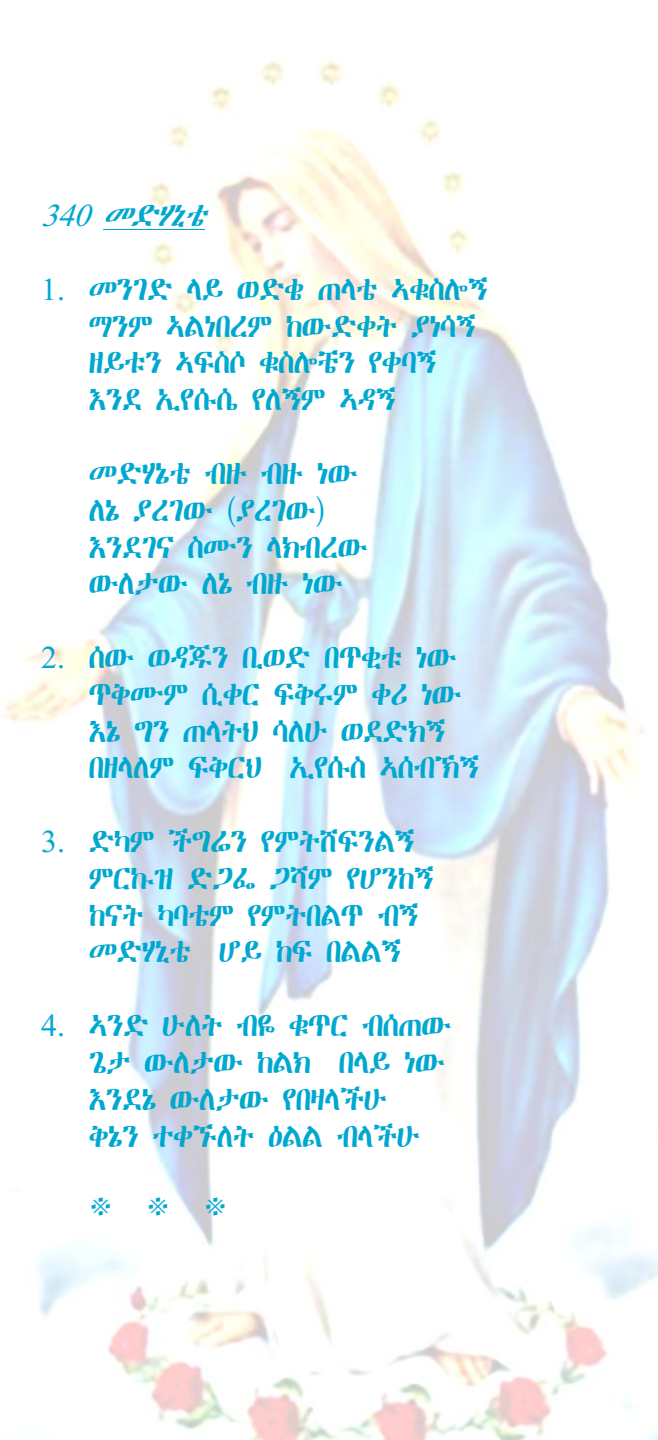 340 መድሃኒቴ
1. መንገድ ላይ ወድቄ ጠላቴ ኣቁስሎኝ
ማንም ኣልነበረም ከውድቀት ያነሳኝ
ዘይቱን ኣፍስሶ ቁስሎቼን የቀባኝ
እንደ ኢየሱሴ የለኝም ኣዳኝ
መድሃኔቴ ብዙ ብዙ ነው
ለኔ ያረገው (ያረገው)
እንደገና ስሙን ላክብረው
ውለታው ለኔ ብዙ ነው
2. ሰው ወዳጁን ቢወድ በጥቂቱ ነው
ጥቅሙም ሲቀር ፍቅሩም ቀሪ ነው
እኔ ግን ጠላትህ ሳለሁ ወደድክኝ
በዘላለም ፍቅርህ ኢየሱስ ኣሰብኽኝ
3. ድካም ችግሬን የምትሸፍንልኝ
ምርኩዝ ድጋፌ ጋሻም የሆንከኝ
ከናት ካባቴም የምትበልጥ ብኝ
መድሃኒቴ ሆይ ከፍ በልልኝ
4. ኣንድ ሁለት ብዬ ቁጥር ብሰጠው
ጌታ ውለታው ከልክ በላይ ነው
እንደኔ ውለታው የበዛላችሁ
ቅኔን ተቀኙለት ዕልል ብላችሁ
※ ※ ※